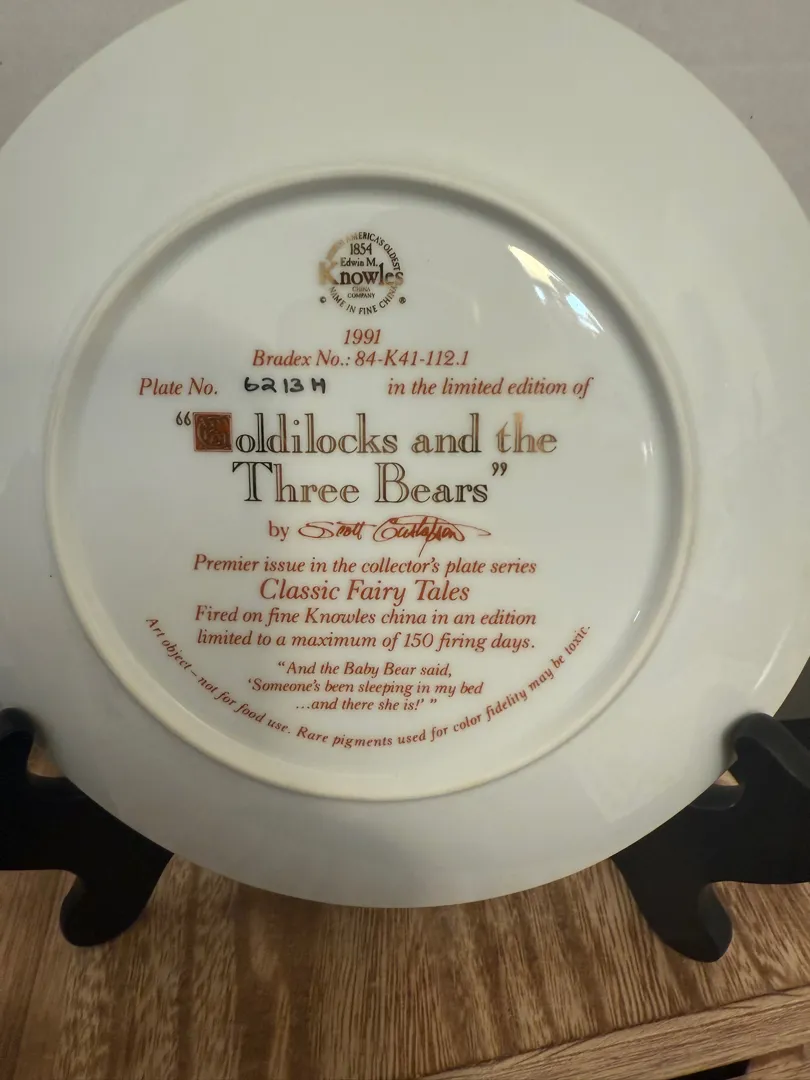 AMERICA'S OLDEST
1854
Edwin M.
Knowles
CHINA
COMPANY
© NAME IN FINE CHINA ®
1991
Bradex No.: 84-K41-112.1
Plate No. 6213H in the limited edition of
“Goldilocks and the
Three Bears”
by Scott Gustafson
Premier issue in the collector's plate series
Classic Fairy Tales
Fired on fine Knowles china in an edition
limited to a maximum of 150 firing days.
“And the Baby Bear said,
‘Someone's been sleeping in my bed
...and there she is!’ ”
Art object – not for food use. Rare pigments used for color fidelity may be toxic.